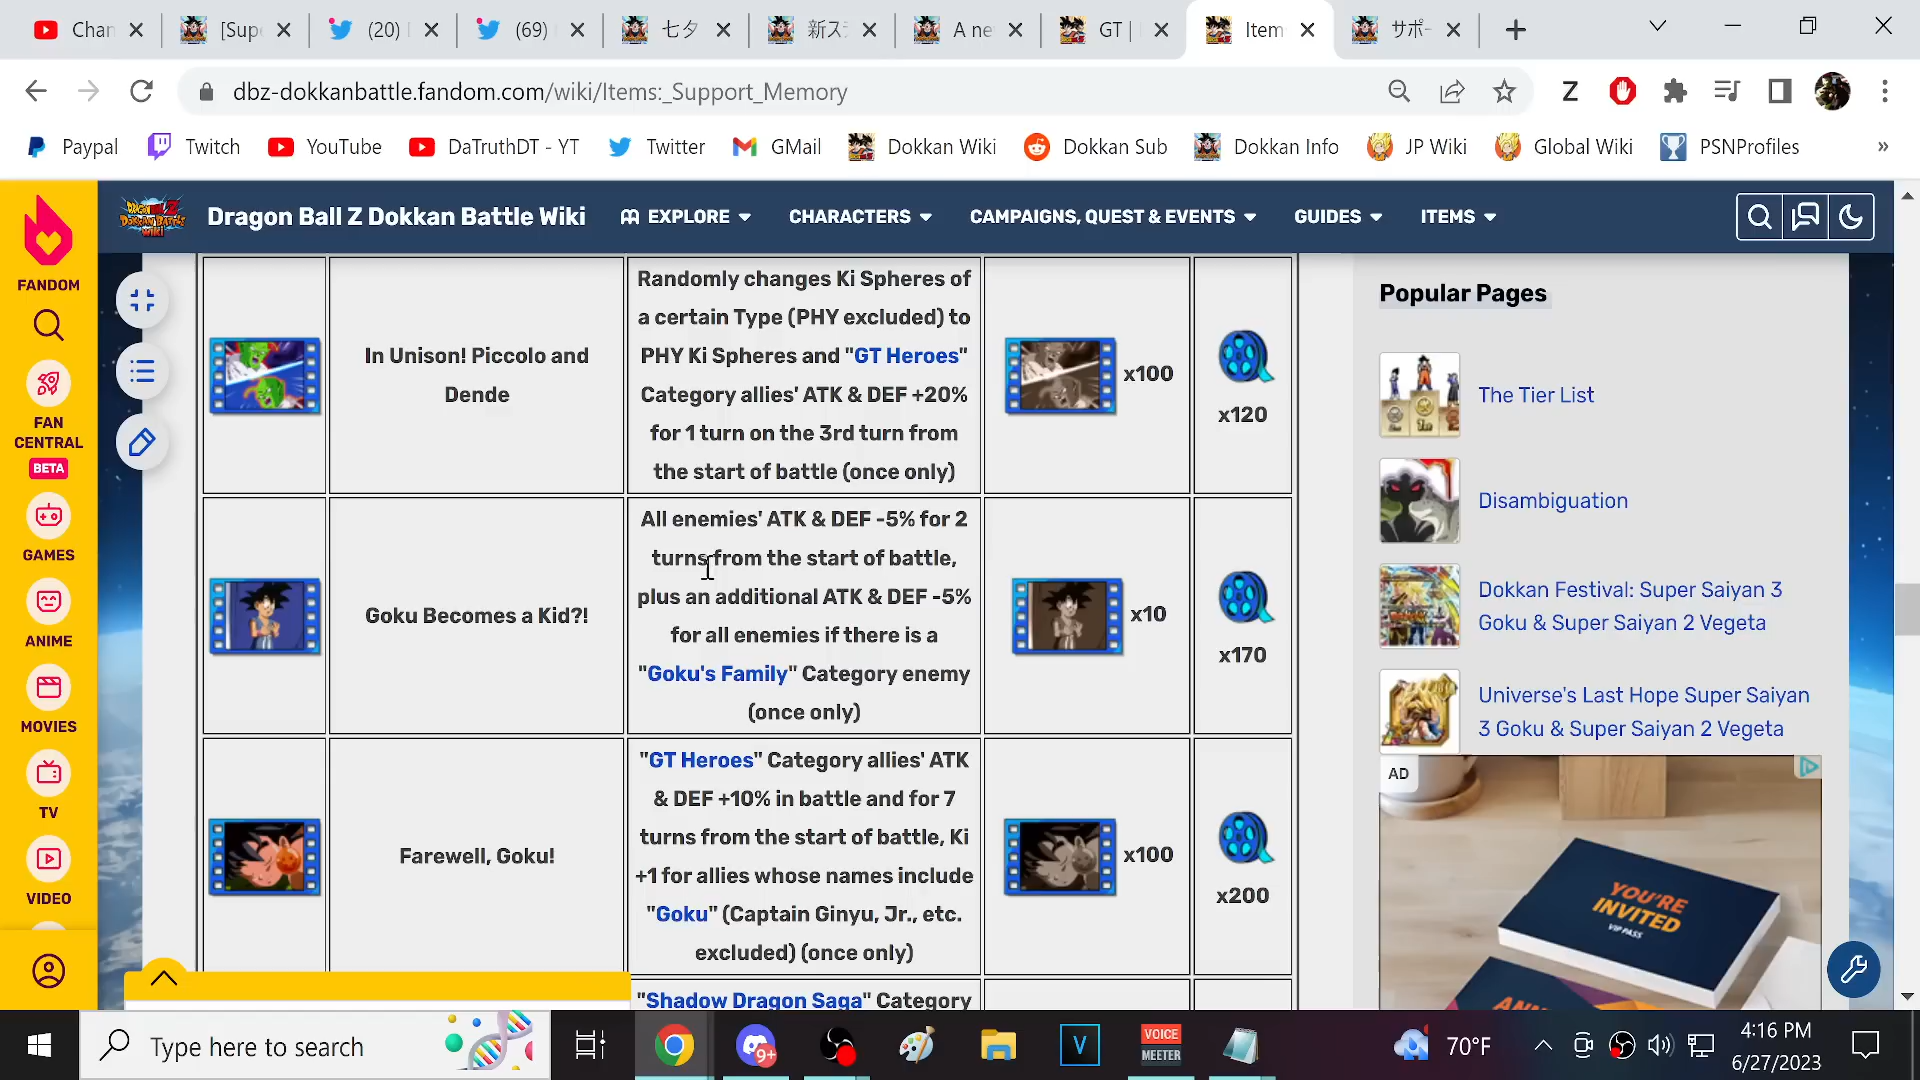 Chan
[Supe
(20)
(69)
七夕
新ス
A ne
GT |
Item
サポー
dbz-dokkanbattle.fandom.com/wiki/Items:_Support_Memory
Z
Paypal
Twitch
YouTube
DaTruthDT - YT
Twitter
GMail
Dokkan Wiki
Dokkan Sub
Dokkan Info
JP Wiki
Global Wiki
PSNProfiles
»
Dragon Ball Z Dokkan Battle Wiki
EXPLORE
CHARACTERS
CAMPAIGNS, QUEST & EVENTS
GUIDES
ITEMS
FANDOM
FAN
CENTRAL
BETA
GAMES
ANIME
MOVIES
TV
VIDEO
In Unison! Piccolo and
Dende
Randomly changes Ki Spheres of
a certain Type (PHY excluded) to
PHY Ki Spheres and "GT Heroes"
Category allies' ATK & DEF +20%
for 1 turn on the 3rd turn from
the start of battle (once only)
x100
x120
Goku Becomes a Kid?!
All enemies' ATK & DEF -5% for 2
turns from the start of battle,
plus an additional ATK & DEF -5%
for all enemies if there is a
"Goku's Family" Category enemy
(once only)
x10
x170
Farewell, Goku!
"GT Heroes" Category allies' ATK
& DEF +10% in battle and for 7
turns from the start of battle, Ki
+1 for allies whose names include
"Goku" (Captain Ginyu, Jr., etc.
excluded) (once only)
x100
x200
"Shadow Dragon Saga" Category
Popular Pages
The Tier List
Disambiguation
Dokkan Festival: Super Saiyan 3
Goku & Super Saiyan 2 Vegeta
Universe's Last Hope Super Saiyan
3 Goku & Super Saiyan 2 Vegeta
AD
YOU'RE
INVITED
VIP PASS
Type here to search
9+
V
VOICE
MEETER
70°F
4:16 PM
6/27/2023